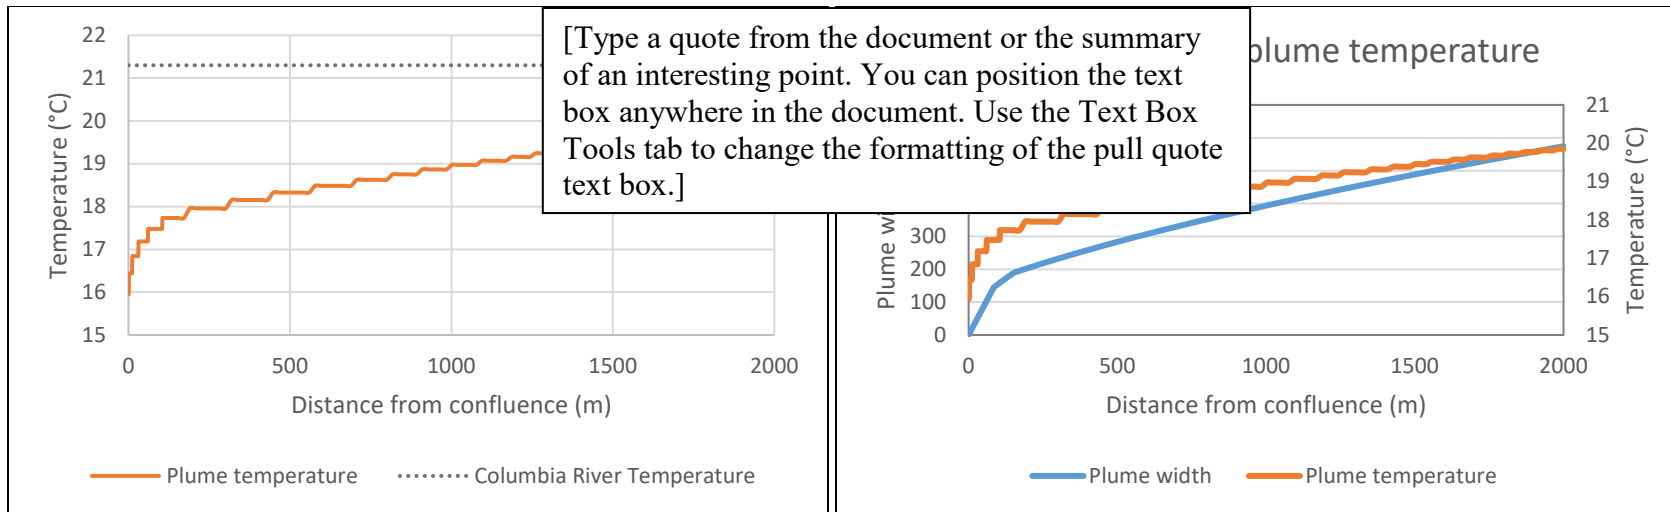 22
21
20
19
18
17
16
15
Temperature (°C)
0 500 1000 1500 2000
Distance from confluence (m)
Plume temperature Columbia River Temperature
[Type a quote from the document or the summary
of an interesting point. You can position the text
box anywhere in the document. Use the Text Box
Tools tab to change the formatting of the pull quote
text box.]
plume temperature
Plume
300
200
100
0
21
20
19
18
17
16
15
Temperature (°C)
0 500 1000 1500 2000
Distance from confluence (m)
Plume width Plume temperature